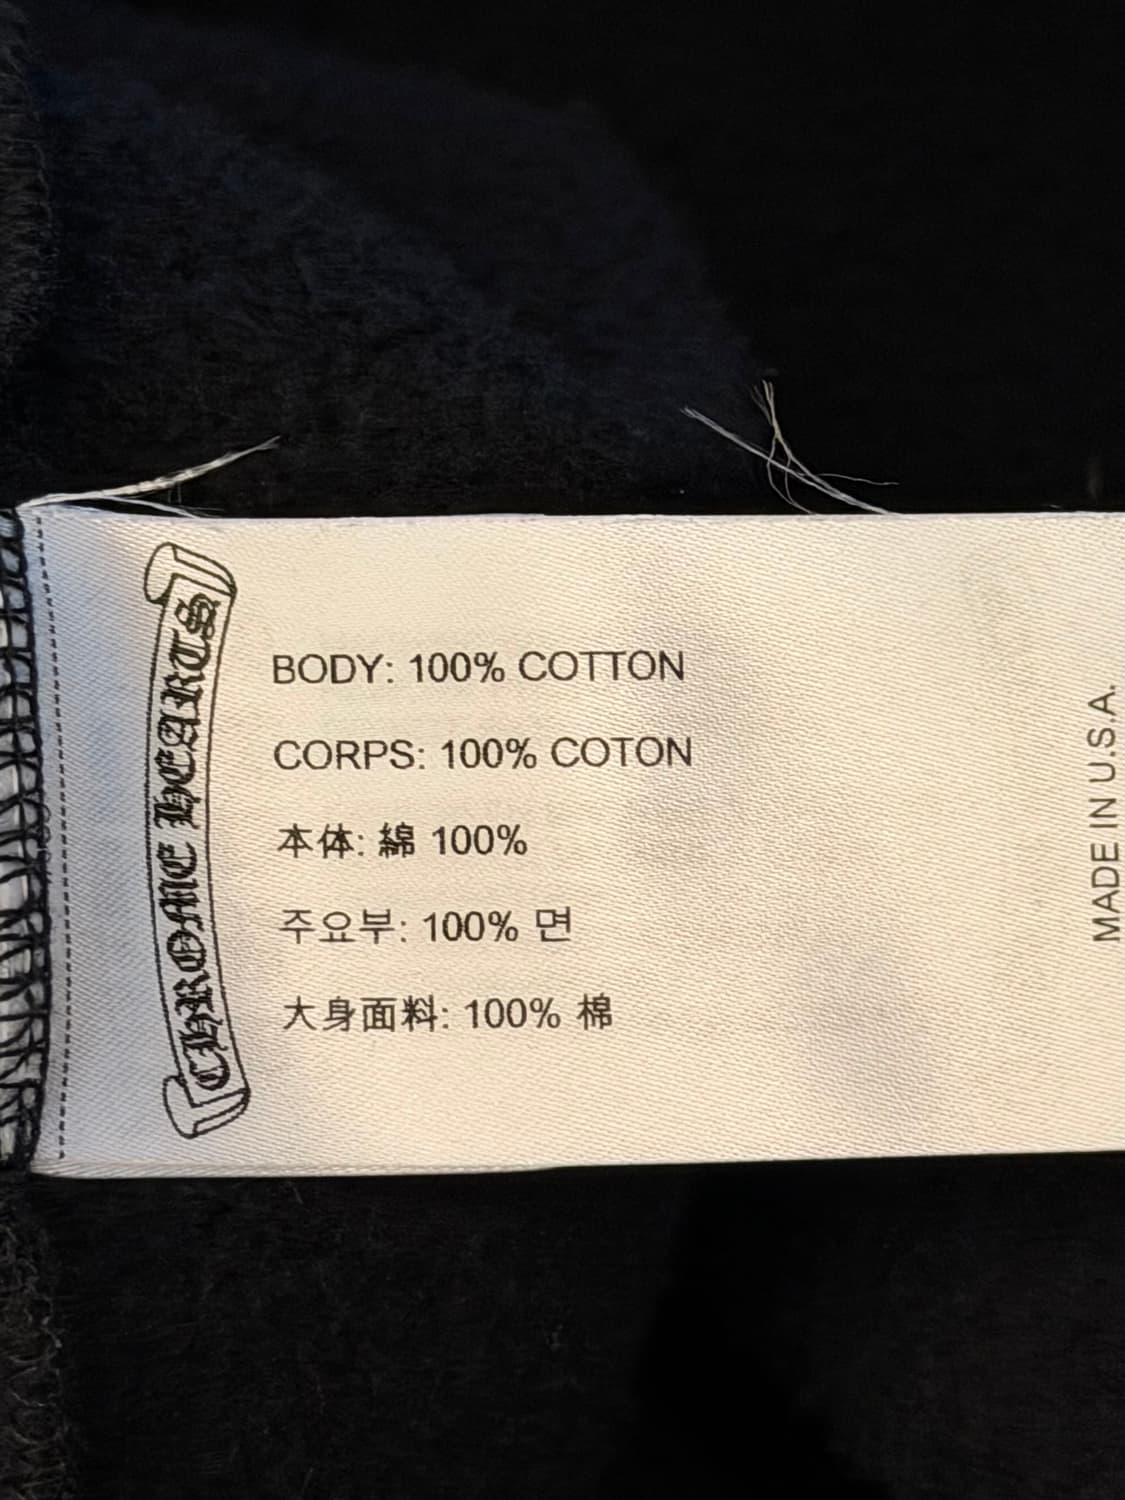 CHROME HEARTS
BODY: 100% COTTON
CORPS: 100% COTON
本体: 綿 100%
주요부: 100% 면
大身面料: 100% 棉
MADE IN U.S.A.